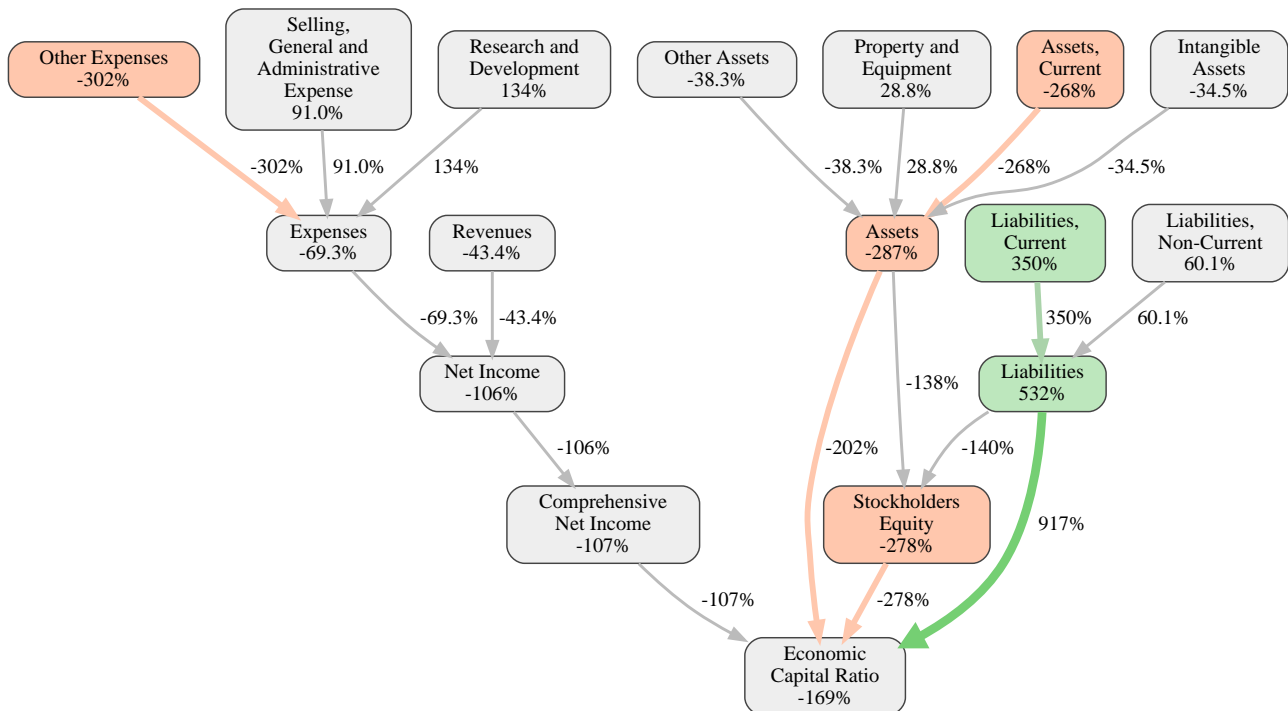 Other Expenses
-302%
Selling,
General and
Administrative
Expense
91.0%
Research and
Development
134%
Other Assets
-38.3%
Property and
Equipment
28.8%
Assets,
Current
-268%
Intangible
Assets
-34.5%
-302%
91.0%
134%
-38.3%
28.8%
-268%
-34.5%
Expenses
-69.3%
Revenues
-43.4%
Assets
-287%
Liabilities,
Current
350%
Liabilities,
Non-Current
60.1%
-69.3%
-43.4%
350%
60.1%
Net Income
-106%
-138%
Liabilities
532%
-106%
-202%
-140%
Comprehensive
Net Income
-107%
Stockholders
Equity
-278%
917%
-107%
-278%
Economic
Capital Ratio
-169%